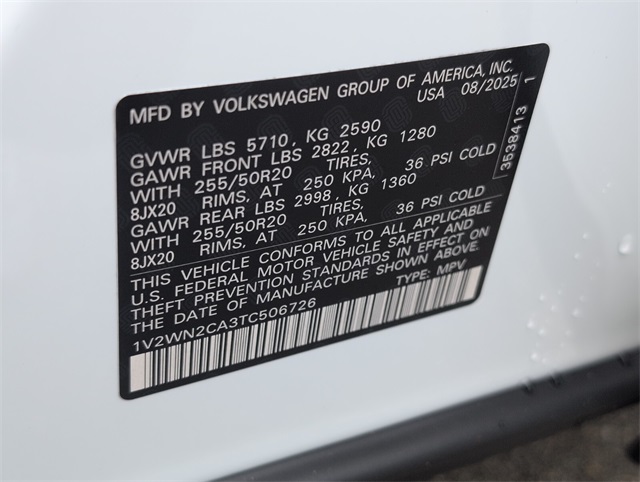 MFD BY VOLKSWAGEN GROUP OF AMERICA, INC.
USA 08/2025
GVWR LBS 5710, KG 2590
GAWR FRONT LBS 2822, KG 1280
WITH 255/50R20 TIRES,
8JX20 RIMS, AT 250 KPA, 36 PSI COLD
GAWR REAR LBS 2998, KG 1360
WITH 255/50R20 TIRES,
8JX20 RIMS, AT 250 KPA, 36 PSI COLD
THIS VEHICLE CONFORMS TO ALL APPLICABLE
U.S. FEDERAL MOTOR VEHICLE SAFETY AND
THEFT PREVENTION STANDARDS IN EFFECT ON
THE DATE OF MANUFACTURE SHOWN ABOVE.
1V2WN2CA3TC506726 TYPE: MPV
3538413 1